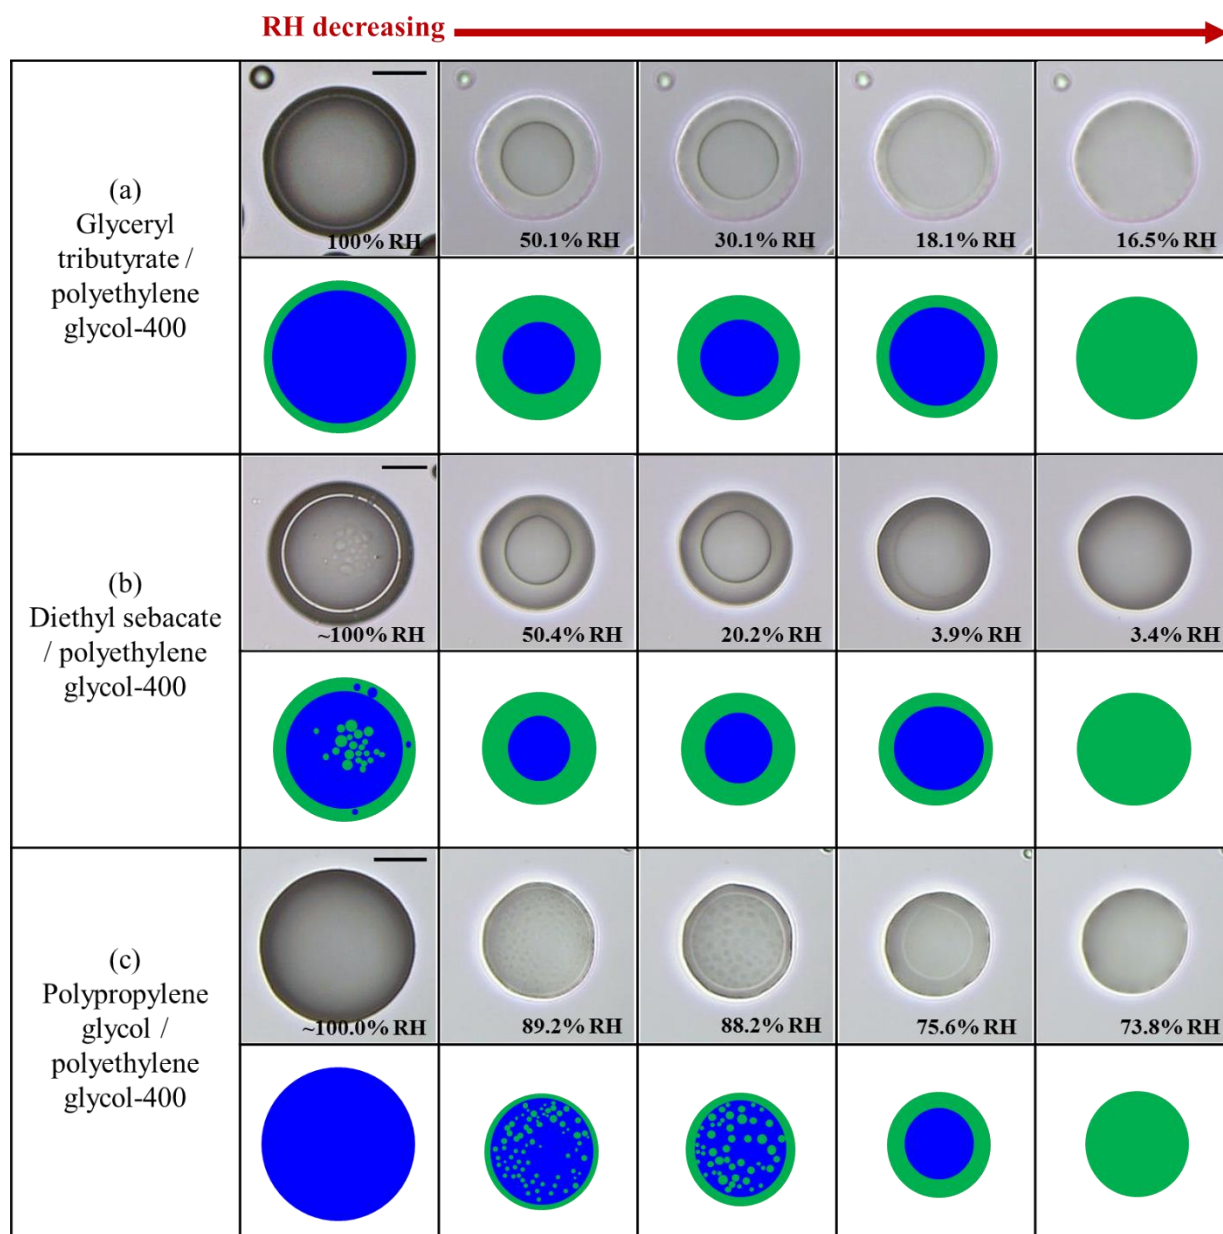 RH decreasing
(a)
Glyceryl
tributyrate /
polyethylene
glycol-400
100% RH
50.1% RH
30.1% RH
18.1% RH
16.5% RH
(b)
Diethyl sebacate
/ polyethylene
glycol-400
~100% RH
50.4% RH
20.2% RH
3.9% RH
3.4% RH
(c)
Polypropylene
glycol /
polyethylene
glycol-400
~100.0% RH
89.2% RH
88.2% RH
75.6% RH
73.8% RH